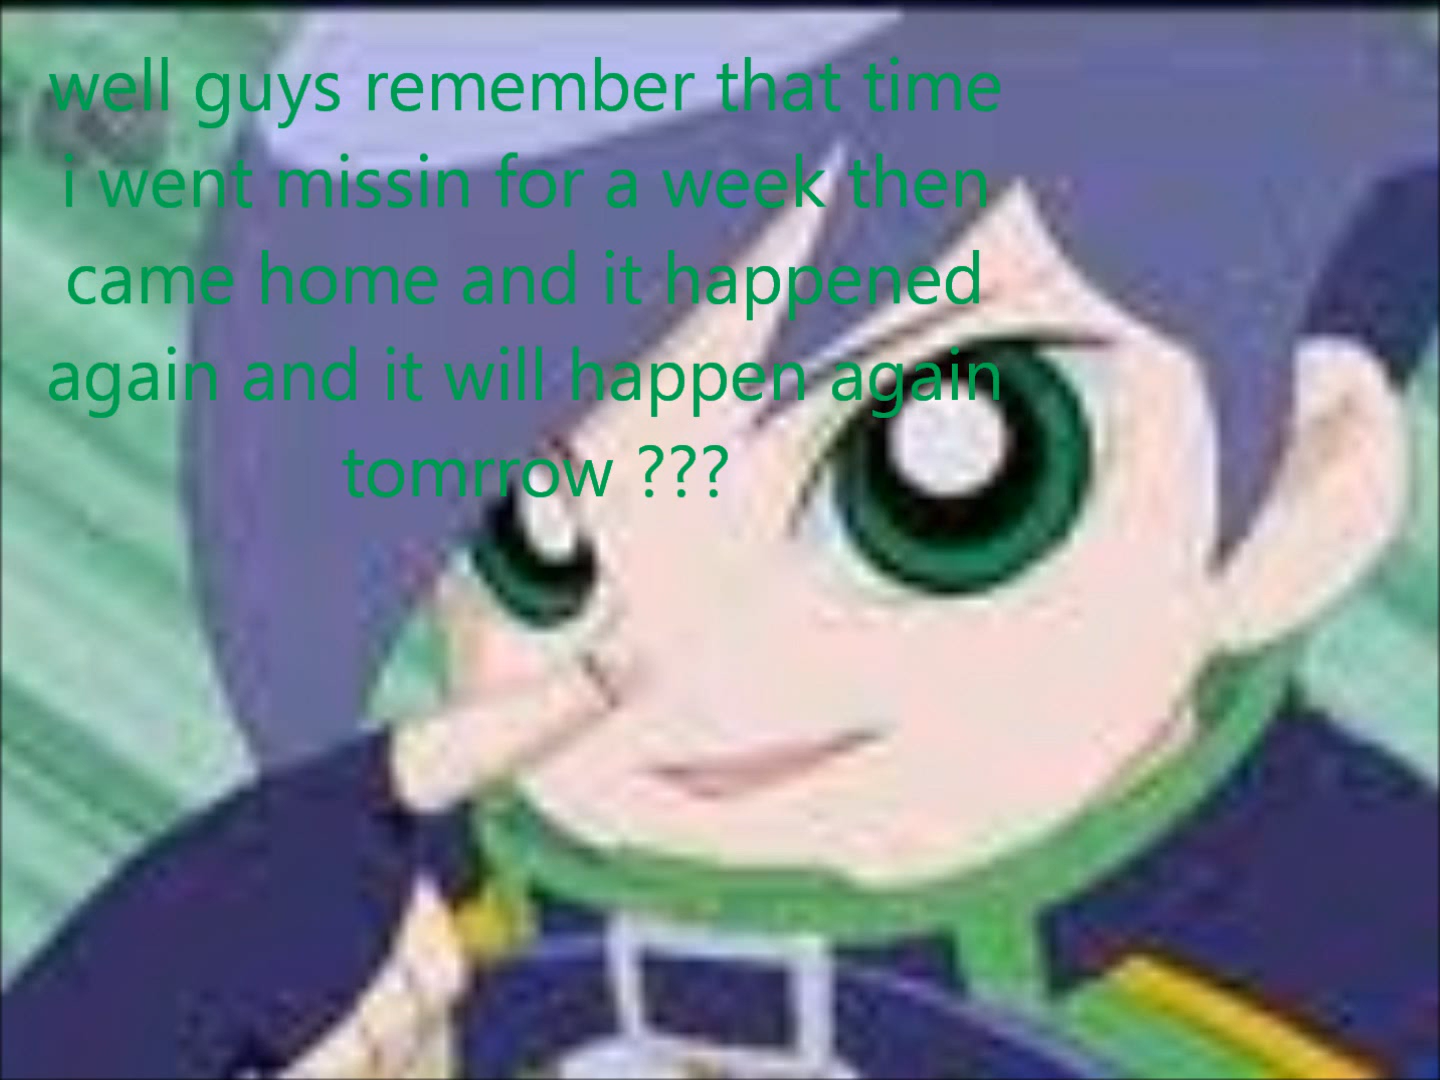 well guys remember that time
i went missin for a week then
came home and it happened
again and it will happen again
tomrrow ???